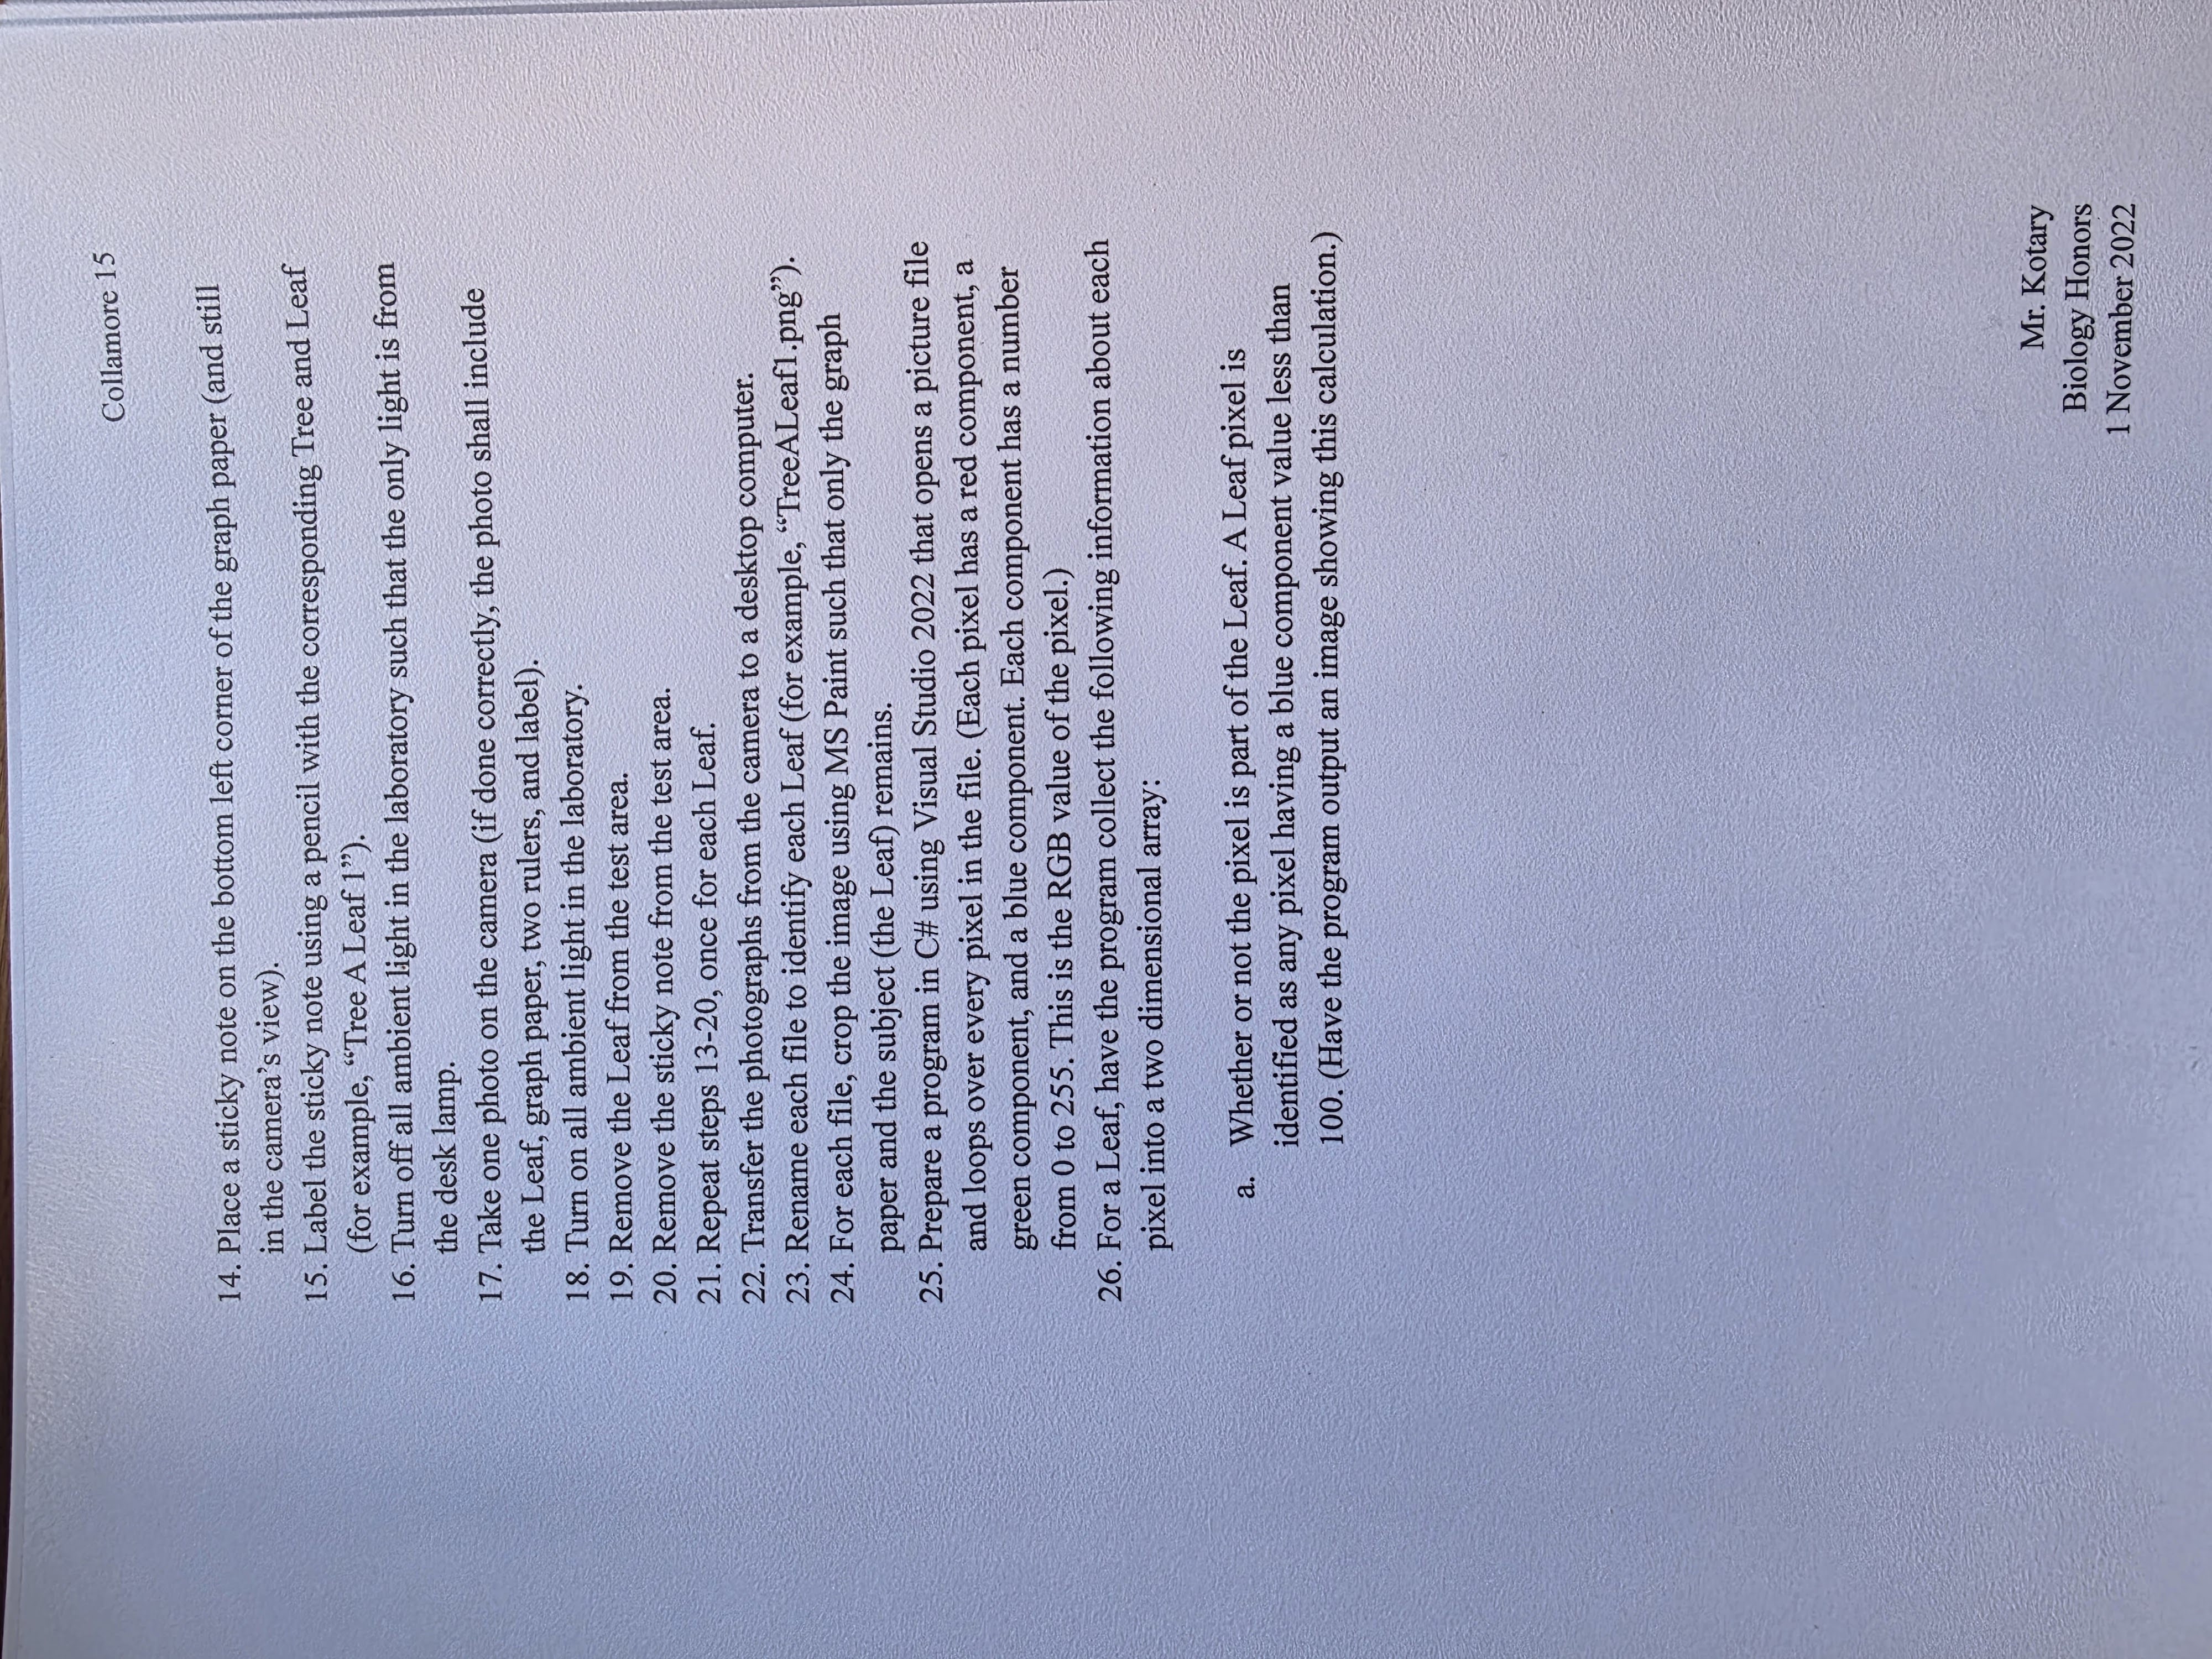 Collamore 15
14. Place a sticky note on the bottom left corner of the graph paper (and still
in the camera’s view).
15. Label the sticky note using a pencil with the corresponding Tree and Leaf
(for example, “Tree A Leaf 1”).
16. Turn off all ambient light in the laboratory such that the only light is from
the desk lamp.
17. Take one photo on the camera (if done correctly, the photo shall include
the Leaf, graph paper, two rulers, and label).
18. Turn on all ambient light in the laboratory.
19. Remove the Leaf from the test area.
20. Remove the sticky note from the test area.
21. Repeat steps 13-20, once for each Leaf.
22. Transfer the photographs from the camera to a desktop computer.
23. Rename each file to identify each Leaf (for example, “TreeALeaf1.png”).
24. For each file, crop the image using MS Paint such that only the graph
paper and the subject (the Leaf) remains.
25. Prepare a program in C# using Visual Studio 2022 that opens a picture file
and loops over every pixel in the file. (Each pixel has a red component, a
green component, and a blue component. Each component has a number
from 0 to 255. This is the RGB value of the pixel.)
26. For a Leaf, have the program collect the following information about each
pixel into a two dimensional array:
a. Whether or not the pixel is part of the Leaf. A Leaf pixel is
identified as any pixel having a blue component value less than
100. (Have the program output an image showing this calculation.)
Mr. Kotary
Biology Honors
1 November 2022